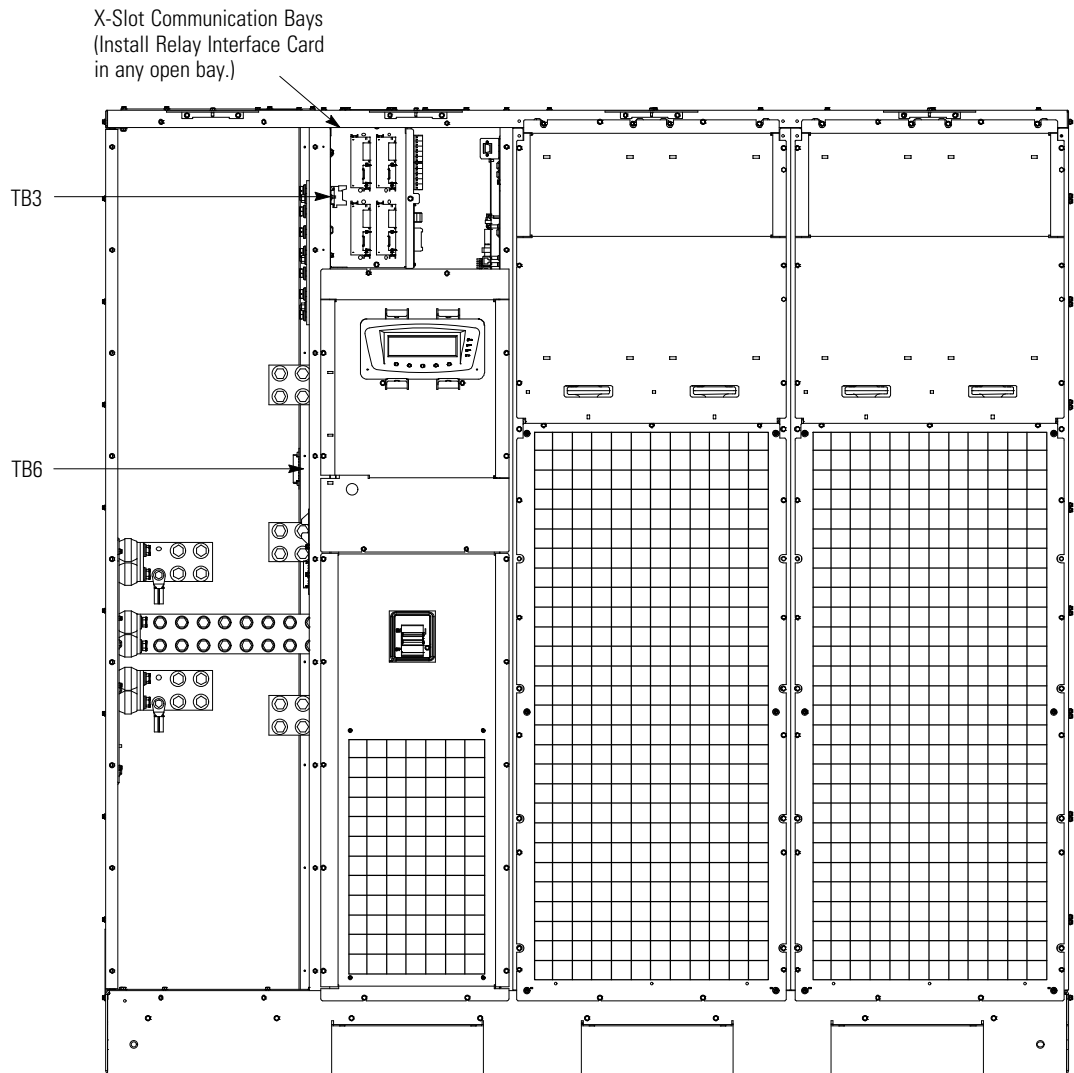 X-Slot Communication Bays
(Install Relay Interface Card
in any open bay.)
TB3
TB6